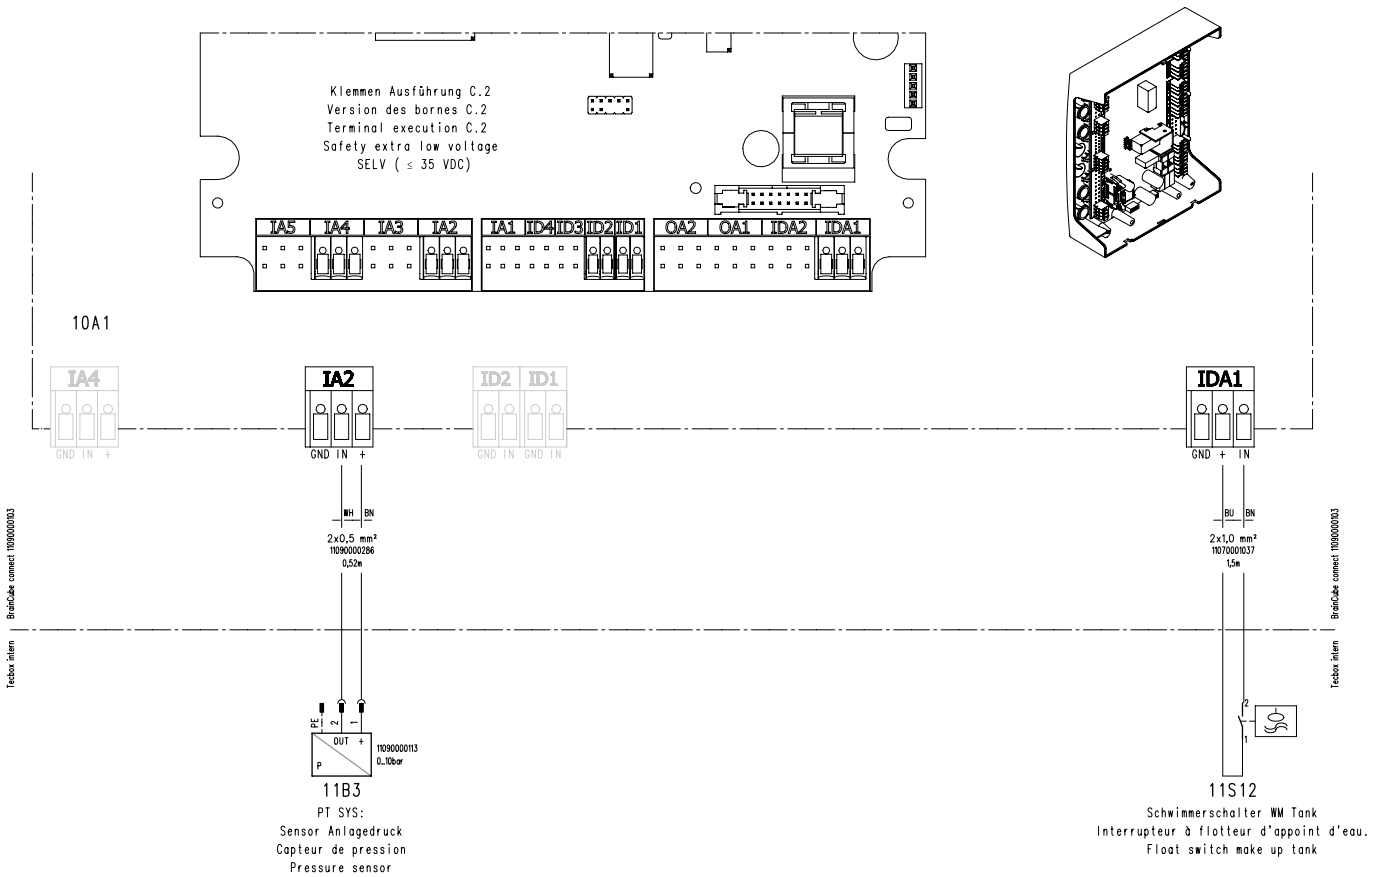 Klemmen Ausführung C.2
Version des bornes C.2
Terminal execution C.2
Safety extra low voltage
SELV ( ≤ 35 VDC)
IA5 IA4 IA3 IA2 IA1 ID4 ID3 ID2 ID1 OA2 OA1 IDA2 IDA1
10A1
IA4 IA2 ID2 ID1 IDA1
GND IN + GND IN + GND IN GND IN GND + IN
WH BN BU BN
2x0,5 mm² 2x1,0 mm²
11090000286 11070001037
0,52m 1,5m
BrainCube connect 11090000103 BrainCube connect 11090000103
Tecbox intern Tecbox intern
PE 2 1 2
OUT +
P
1
11090000113
0...10bar
11B3 11S12
PT SYS:
Sensor Anlagedruck
Capteur de pression
Pressure sensor
Schwimmerschalter WM Tank
Interrupteur à flotteur d'appoint d'eau.
Float switch make up tank